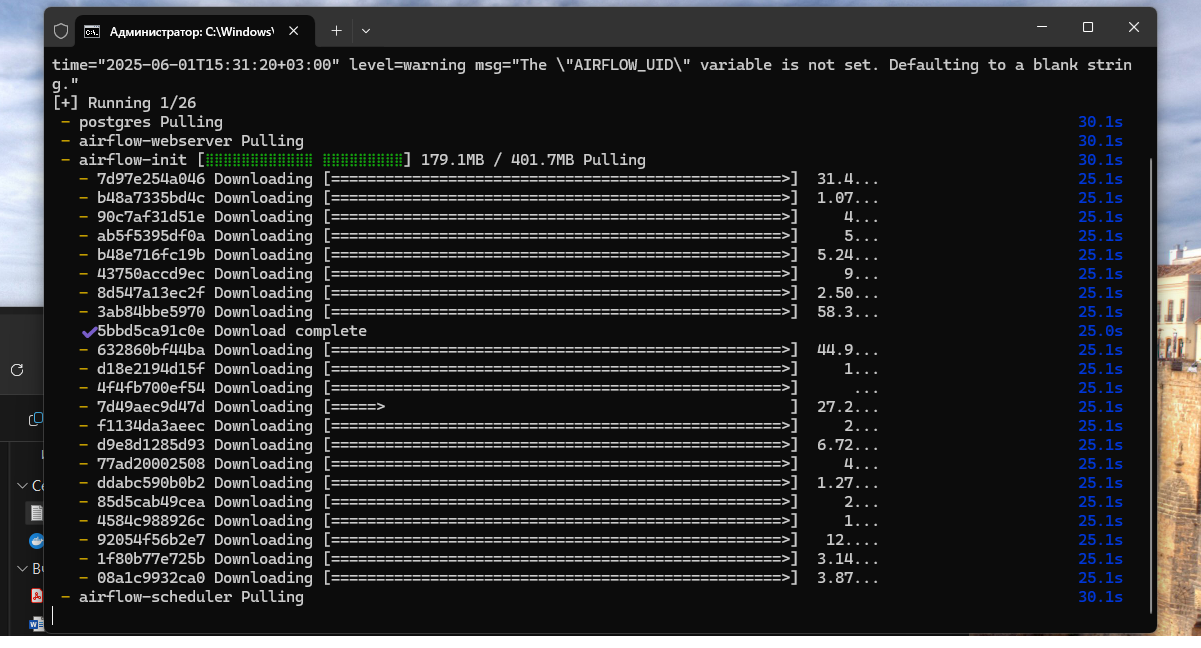 Администратор: C:\Windows\
time="2025-06-01T15:31:20+03:00" level=warning msg="The \"AIRFLOW_UID\" variable is not set. Defaulting to a blank strin
g."
[+] Running 1/26
- postgres Pulling 30.1s
- airflow-webserver Pulling 30.1s
- airflow-init [⣿⣿⣿⣿⣿⣿⣿⣿⣿⣿⣿⣿ ⣿⣿⣿⣿⣿⣿⣿⣿⣿] 179.1MB / 401.7MB Pulling 30.1s
- 7d97e254a046 Downloading [==================================================>] 31.4... 25.1s
- b48a7335bd4c Downloading [==================================================>] 1.07... 25.1s
- 90c7af31d51e Downloading [==================================================>] 4... 25.1s
- ab5f5395df0a Downloading [==================================================>] 5... 25.1s
- b48e716fc19b Downloading [==================================================>] 5.24... 25.1s
- 43750accd9ec Downloading [==================================================>] 9... 25.1s
- 8d547a13ec2f Downloading [==================================================>] 2.50... 25.1s
- 3ab84bbe5970 Downloading [==================================================>] 58.3... 25.1s
✔5bbd5ca91c0e Download complete 25.0s
- 632860bf44ba Downloading [==================================================>] 44.9... 25.1s
- d18e2194d15f Downloading [==================================================>] 1... 25.1s
- 4f4fb700ef54 Downloading [==================================================>] ... 25.1s
- 7d49aec9d47d Downloading [=====> ] 27.2... 25.1s
- f1134da3aeec Downloading [==================================================>] 2... 25.1s
- d9e8d1285d93 Downloading [==================================================>] 6.72... 25.1s
- 77ad20002508 Downloading [==================================================>] 4... 25.1s
- ddabc590b0b2 Downloading [==================================================>] 1.27... 25.1s
- 85d5cab49cea Downloading [==================================================>] 2... 25.1s
- 4584c988926c Downloading [==================================================>] 1... 25.1s
- 92054f56b2e7 Downloading [==================================================>] 12.... 25.1s
- 1f80b77e725b Downloading [==================================================>] 3.14... 25.1s
- 08a1c9932ca0 Downloading [==================================================>] 3.87... 25.1s
- airflow-scheduler Pulling 30.1s